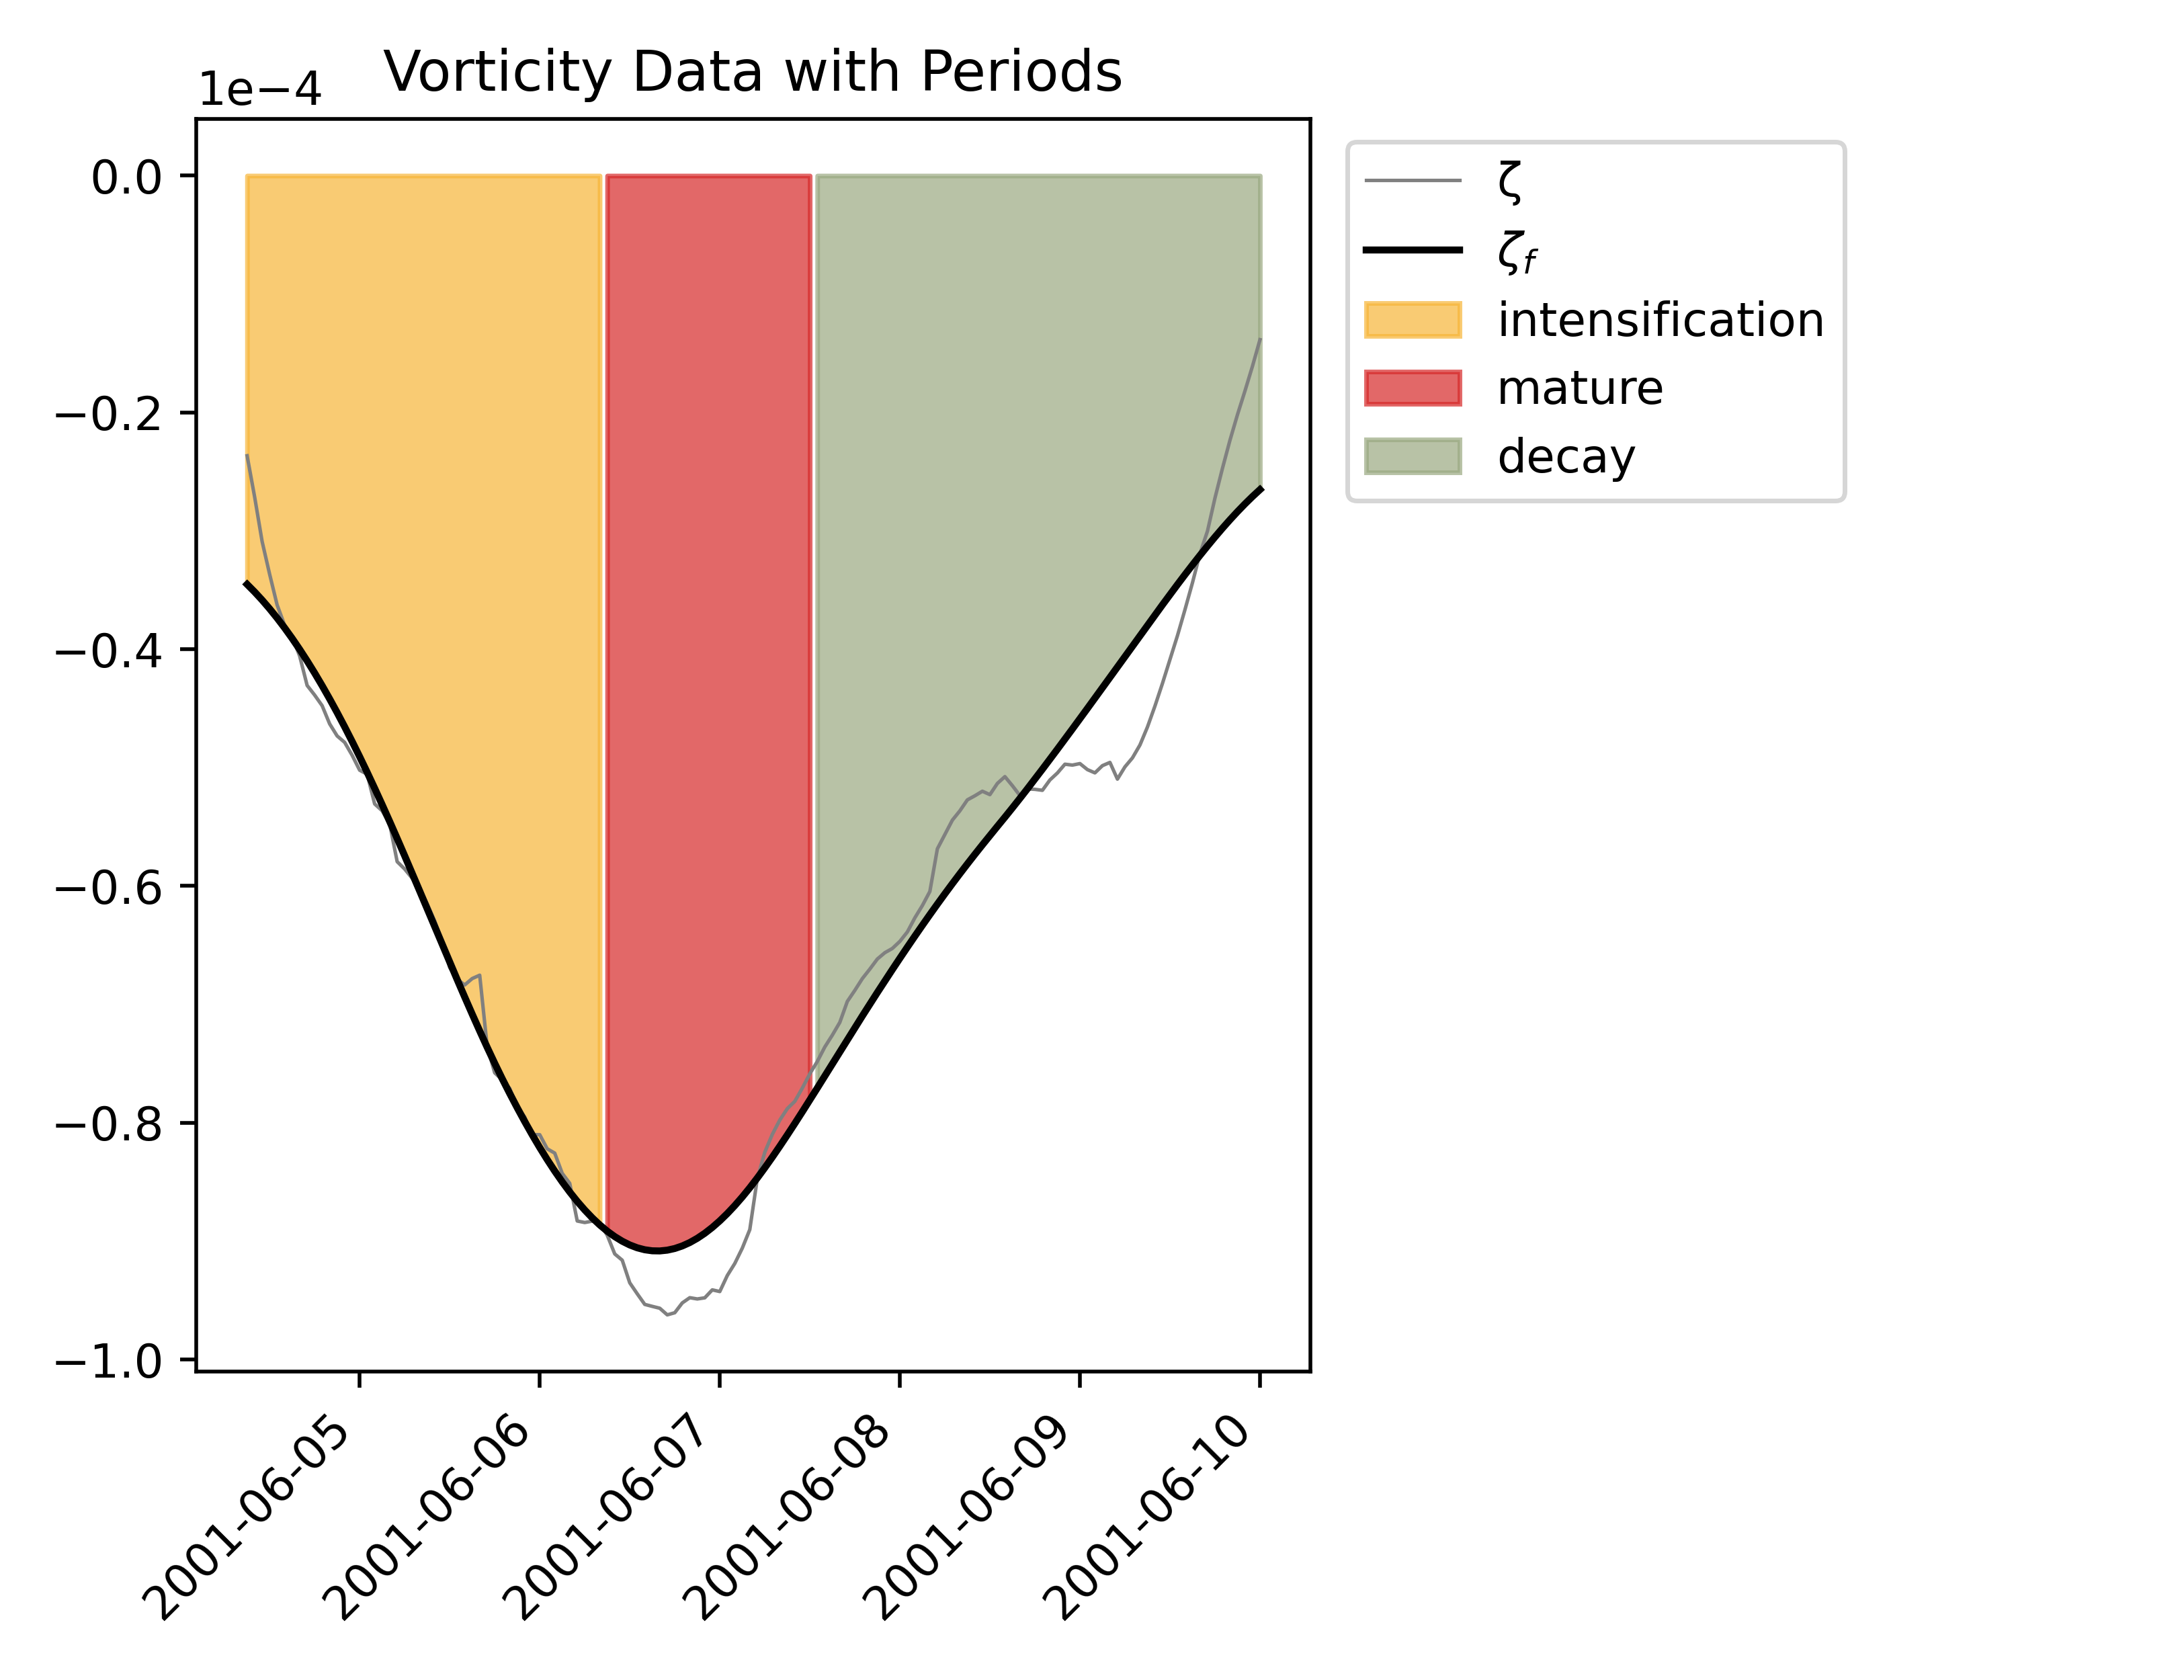 Vorticity Data with Periods
1e−4
0.0
−0.2
−0.4
−0.6
−0.8
−1.0
2001-06-05
2001-06-06
2001-06-07
2001-06-08
2001-06-09
2001-06-10
ζ
ζf
intensification
mature
decay